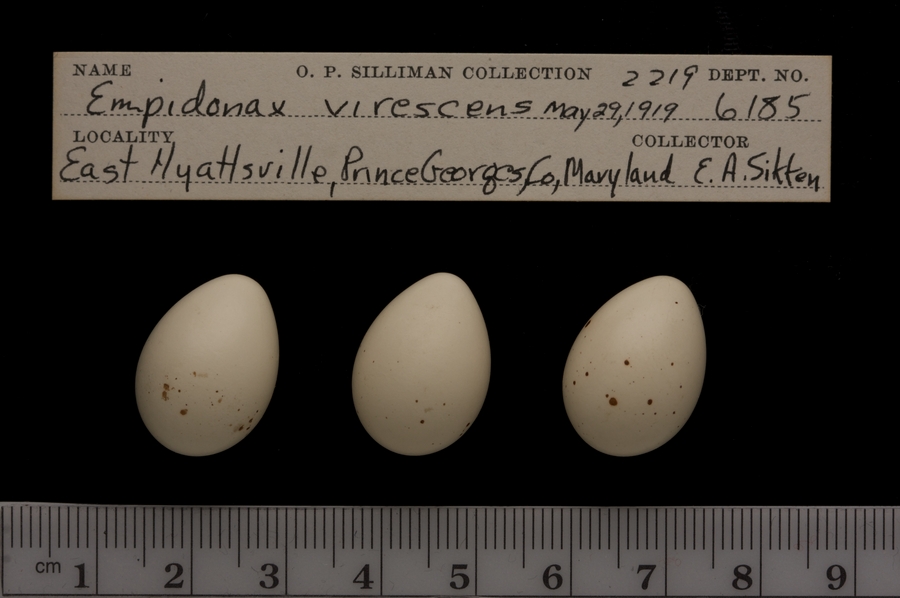 NAME O. P. SILLIMAN COLLECTION 2219 DEPT. NO.
Empidonax virescens May 29, 1919 6185
LOCALITY COLLECTOR
East Hyattsville, Prince Georges, Co, Maryland E. A. Sitten
cm 1 2 3 4 5 6 7 8 9